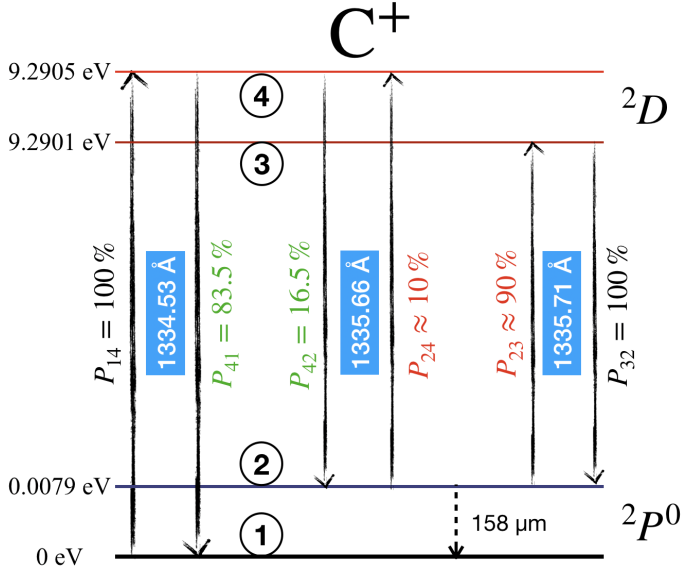 C⁺
9.2905 eV
④
²D
9.2901 eV
③
P₁₄ = 100 %
1334.53 Å
P₄₁ = 83.5 %
P₄₂ = 16.5 %
1335.66 Å
P₂₄ ≈ 10 %
P₂₃ ≈ 90 %
1335.71 Å
P₃₂ = 100 %
②
0.0079 eV
158 μm
²P⁰
①
0 eV